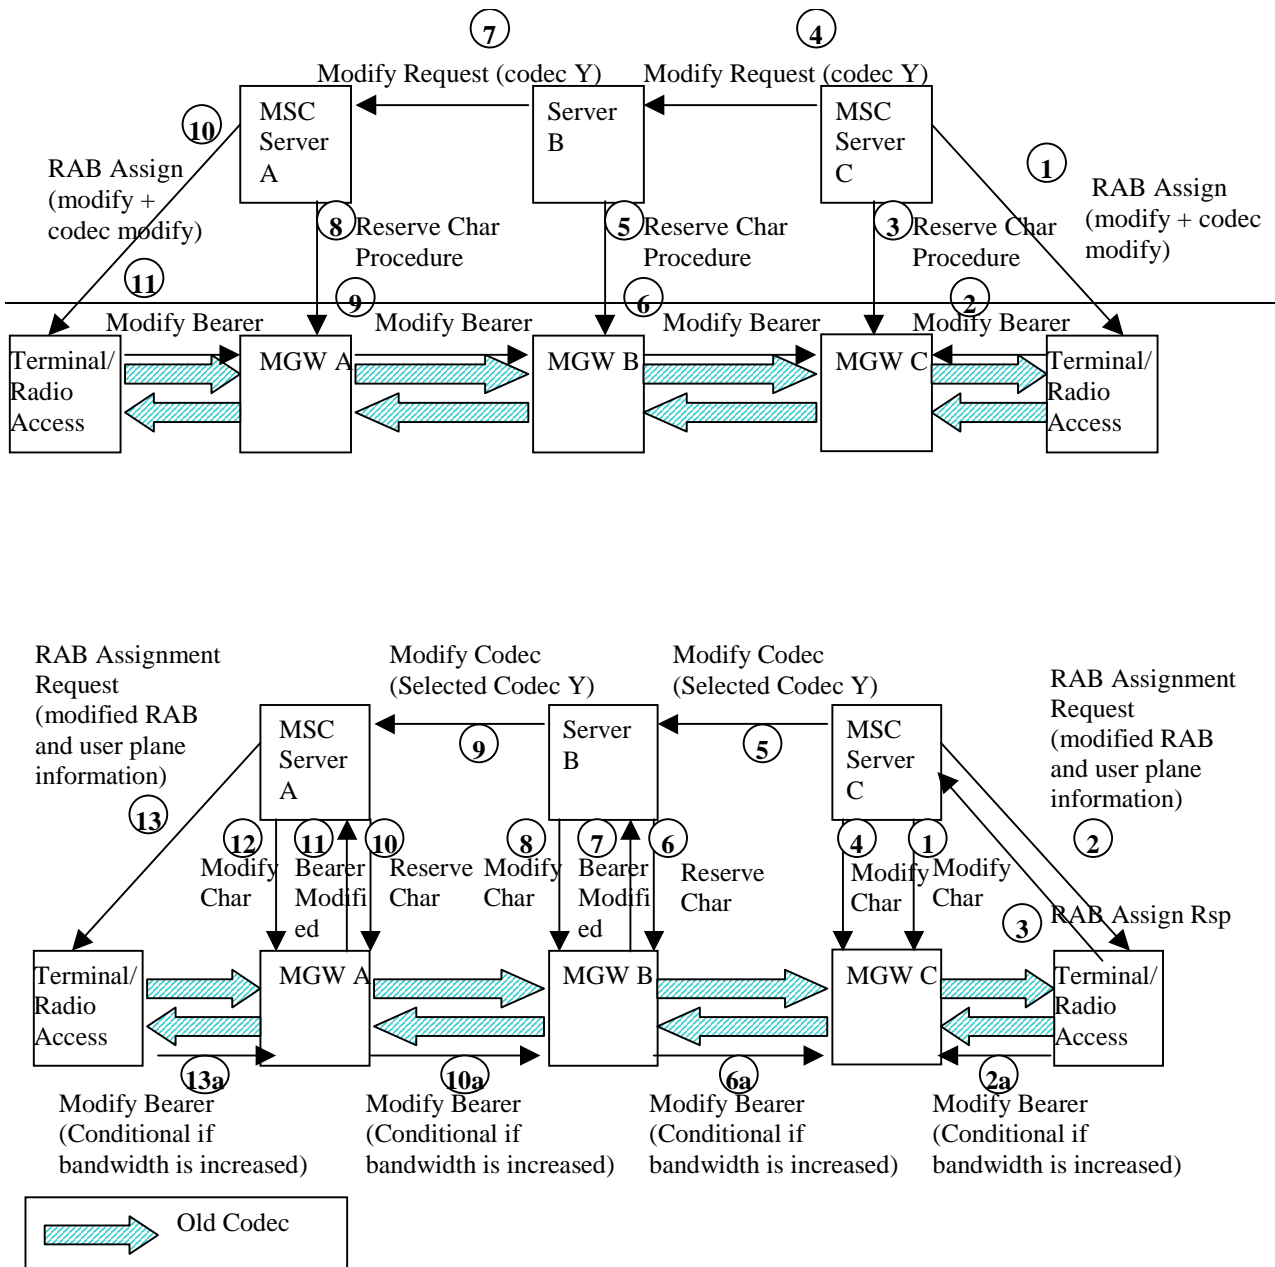 7
4
Modify Request (codec Y)
Modify Request (codec Y)
MSC
Server
A
Server
B
MSC
Server
C
10
1
RAB Assign
(modify +
codec modify)
RAB Assign
(modify + codec
modify)
8
Reserve Char
Procedure
5
Reserve Char
Procedure
3
Reserve Char
Procedure
11
9
6
2
Modify Bearer
Modify Bearer
Modify Bearer
Modify Bearer
Terminal/
Radio
Access
MGW A
MGW B
MGW C
Terminal/
Radio
Access
RAB Assignment
Request
(modified RAB
and user plane
information)
Modify Codec
(Selected Codec Y)
Modify Codec
(Selected Codec Y)
RAB Assignment
Request
(modified RAB
and user plane
information)
MSC
Server
A
Server
B
MSC
Server
C
9
5
13
2
12
11
10
8
7
6
4
1
Modify
Char
Bearer
Modifi
ed
Reserve
Char
Modify
Char
Bearer
Modifi
ed
Reserve
Char
Modify
Char
Modify
Char
3
RAB Assign Rsp
Terminal/
Radio
Access
MGW A
MGW B
MGW C
Terminal/
Radio
Access
13a
10a
6a
2a
Modify Bearer
(Conditional if
bandwidth is increased)
Modify Bearer
(Conditional if
bandwidth is increased)
Modify Bearer
(Conditional if
bandwidth is increased)
Modify Bearer
(Conditional if
bandwidth is increased)
Old Codec